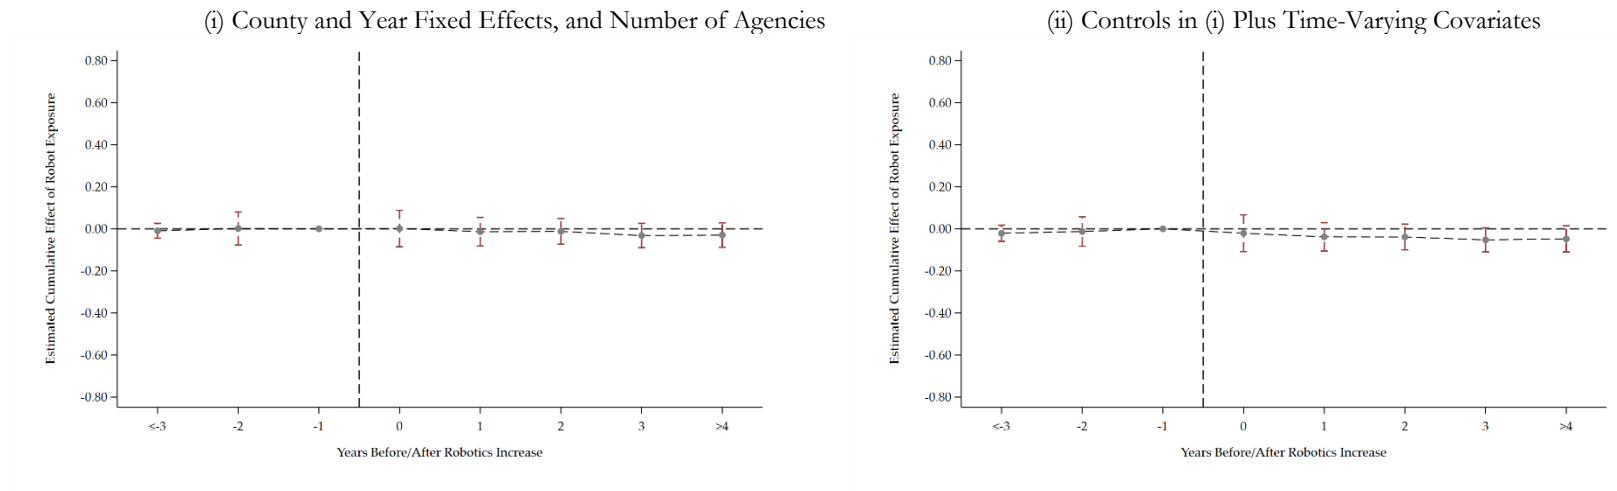 (i) County and Year Fixed Effects, and Number of Agencies
0.80
0.60
0.40
0.20
0.00
-0.20
-0.40
-0.60
-0.80
Estimated Cumulative Effect of Robot Exposure
≤-3 -2 -1 0 1 2 3 ≥4
Years Before/After Robotics Increase
(ii) Controls in (i) Plus Time-Varying Covariates
0.80
0.60
0.40
0.20
0.00
-0.20
-0.40
-0.60
-0.80
Estimated Cumulative Effect of Robot Exposure
≤-3 -2 -1 0 1 2 3 ≥4
Years Before/After Robotics Increase